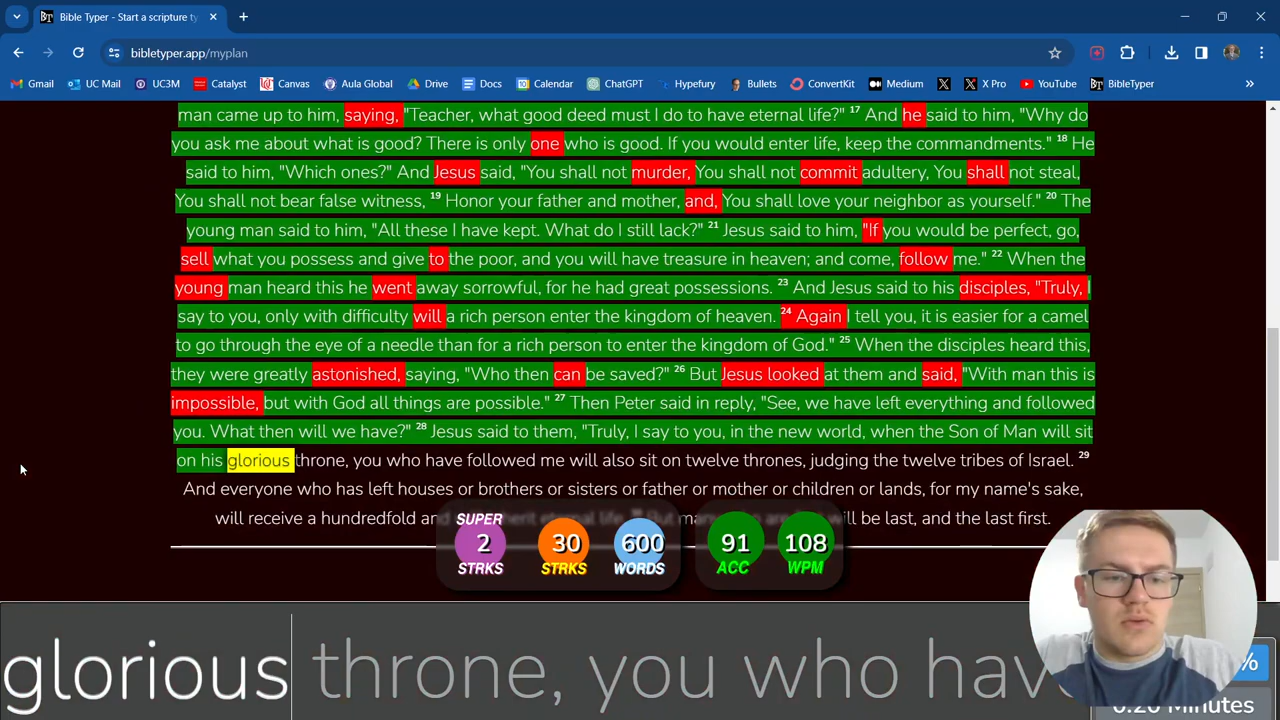 Bible Typer - Start a scripture ty
bibletyper.app/myplan
Gmail UC Mail UC3M Catalyst Canvas Aula Global Drive Docs Calendar ChatGPT Hypefury Bullets ConvertKit Medium X X Pro YouTube BibleTyper
man came up to him, saying, "Teacher, what good deed must I do to have eternal life?" 17 And he said to him, "Why do
you ask me about what is good? There is only one who is good. If you would enter life, keep the commandments." 18 He
said to him, "Which ones?" And Jesus said, "You shall not murder, You shall not commit adultery, You shall not steal,
You shall not bear false witness, 19 Honor your father and mother, and, You shall love your neighbor as yourself." 20 The
young man said to him, "All these I have kept. What do I still lack?" 21 Jesus said to him, "If you would be perfect, go,
sell what you possess and give to the poor, and you will have treasure in heaven; and come, follow me." 22 When the
young man heard this he went away sorrowful, for he had great possessions. 23 And Jesus said to his disciples, "Truly, I
say to you, only with difficulty will a rich person enter the kingdom of heaven. 24 Again I tell you, it is easier for a camel
to go through the eye of a needle than for a rich person to enter the kingdom of God." 25 When the disciples heard this,
they were greatly astonished, saying, "Who then can be saved?" 26 But Jesus looked at them and said, "With man this is
impossible, but with God all things are possible." 27 Then Peter said in reply, "See, we have left everything and followed
you. What then will we have?" 28 Jesus said to them, "Truly, I say to you, in the new world, when the Son of Man will sit
on his glorious throne, you who have followed me will also sit on twelve thrones, judging the twelve tribes of Israel. 29
And everyone who has left houses or brothers or sisters or father or mother or children or lands, for my name's sake,
will receive a hundredfold and inherit eternal life. But many will be last, and the last first.
SUPER
2 30 600 91 108
STRKS STRKS WORDS ACC WPM
glorious throne, you who hav
%
0.20 Minutes